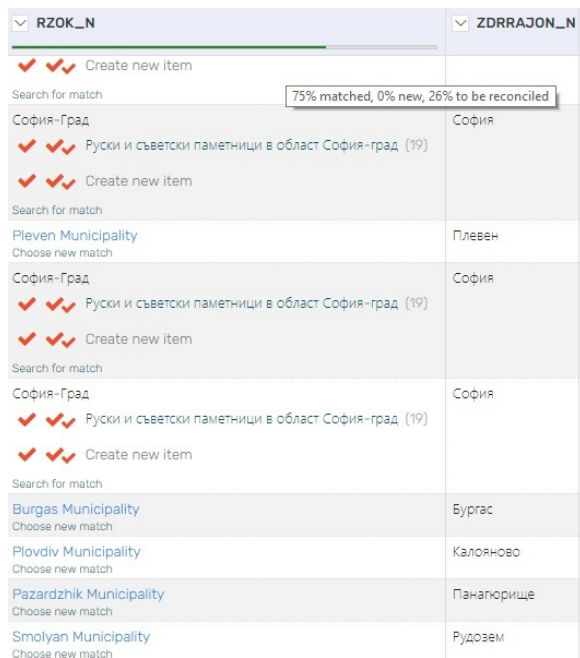 RZOK_N ZDRRAJON_N
Create new item
Search for match
75% matched, 0% new, 26% to be reconciled
София-Град София
Руски и съветски паметници в област София-град (19)
Create new item
Search for match
Pleven Municipality Плевен
Choose new match
София-Град София
Руски и съветски паметници в област София-град (19)
Create new item
Search for match
София-Град София
Руски и съветски паметници в област София-град (19)
Create new item
Search for match
Burgas Municipality Бургас
Choose new match
Plovdiv Municipality Калояново
Choose new match
Pazardzhik Municipality Панагюрище
Choose new match
Smolyan Municipality Рудозем
Choose new match